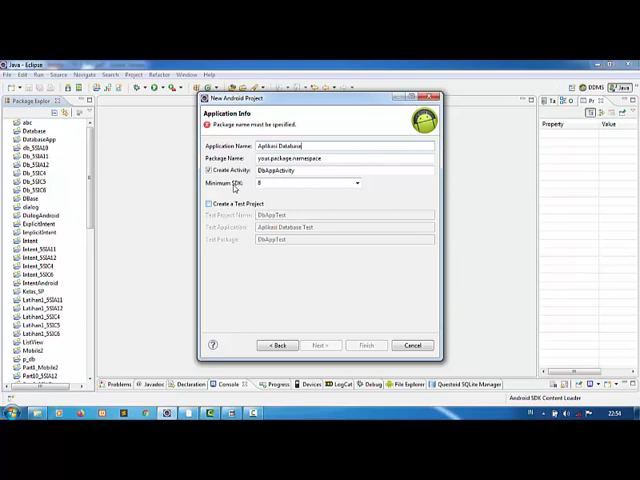 Java - Eclipse
File Edit Run Source Navigate Search Project Refactor Window Help
DDMS Java
Package Explor
abc
Database
DatabaseApp
db_5SIA10
Db_5SIA11
Db_5SIA12
Db_5SIC4
Db_5SIC6
DBase
dialog
DialogAndroid
ExplicitIntent
ImplicitIntent
Intent
Intent_5SIA11
Intent_5SIA12
Intent_5SIC4
Intent_5SIC6
IntentAndroid
Kelas_SP
Latihan1_5SIA11
Latihan1_5SIC4
Latihan1_5SIC6
ListView
Mobile2
p_db
Part1_Mobile2
Part10_5SIA12
New Android Project
Application Info
Package name must be specified.
Application Name: Aplikasi Database
Package Name: your.package.namespace
Create Activity: DbAppActivity
Minimum SDK: 8
Create a Test Project
Test Project Name: DbAppTest
Test Application: Aplikasi Database Test
Test Package: DbAppTest
? < Back Next > Finish Cancel
Ta O Pr
Property Value
Problems Javadoc Declaration Console Progress Devices LogCat Debug File Explorer Questoid SQLite Manager
Android SDK Content Loader
IN 22:54